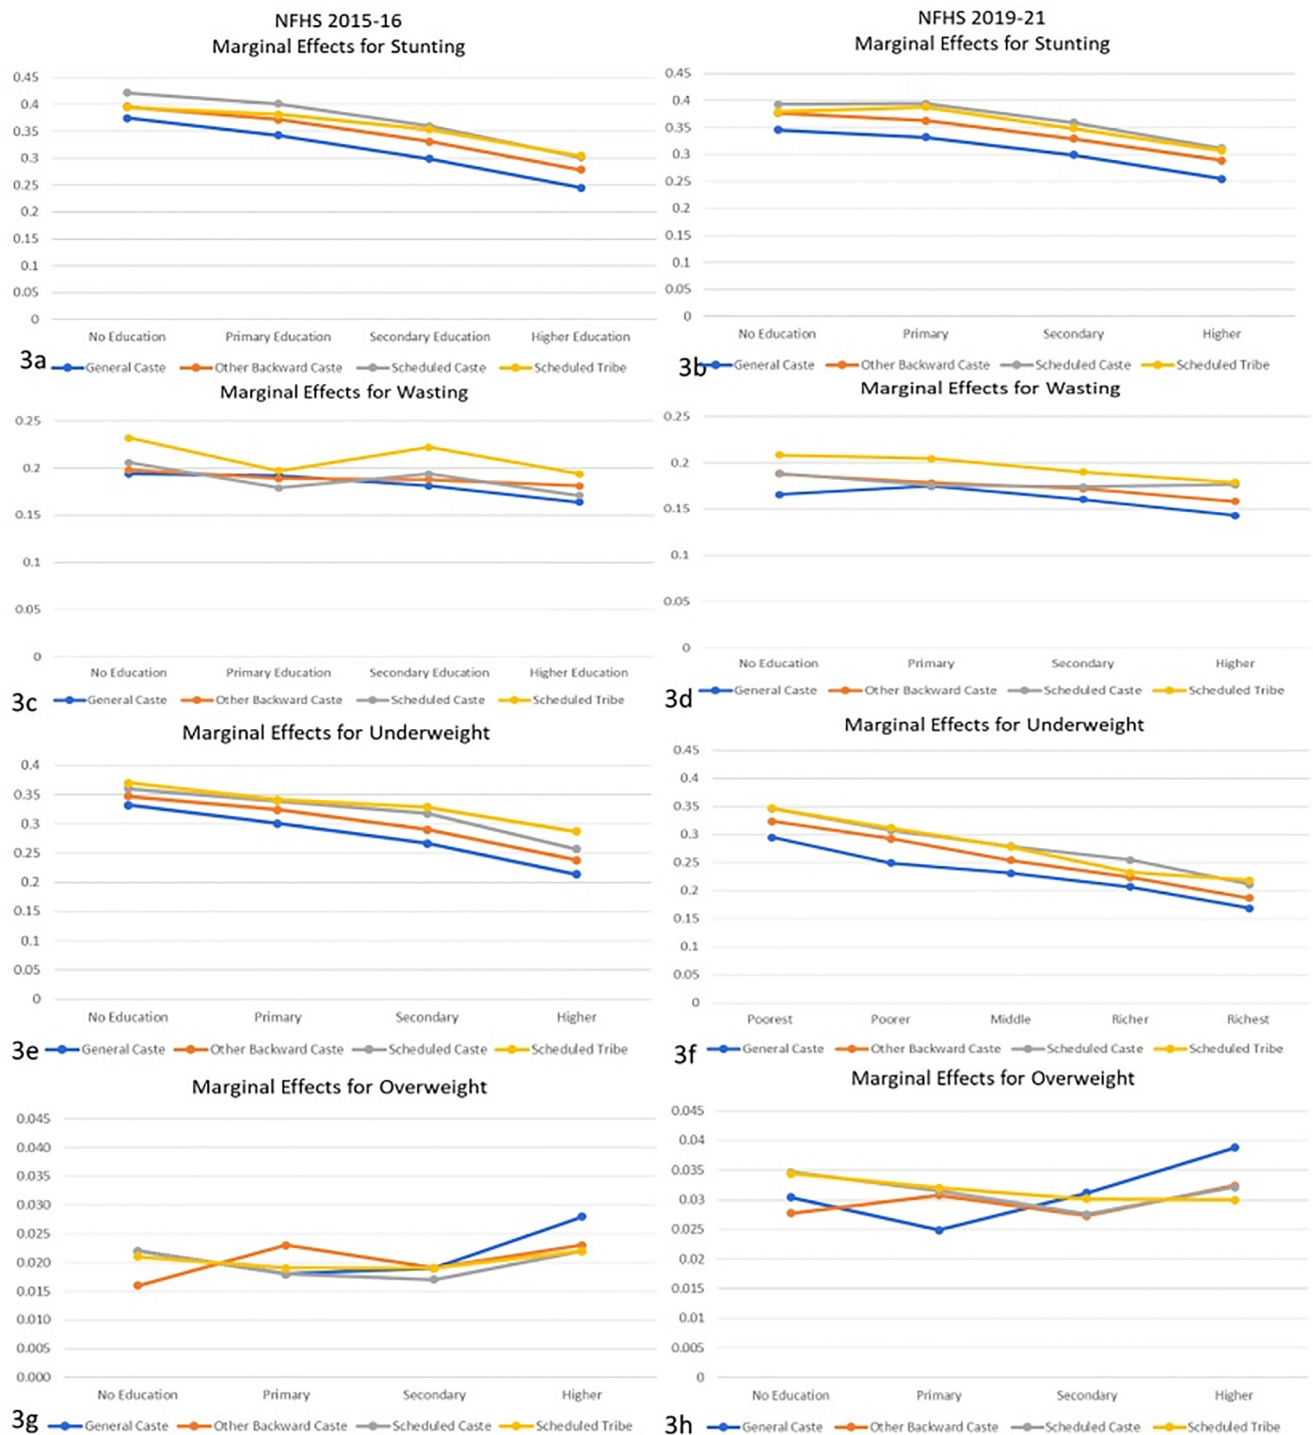 NFHS 2015-16
Marginal Effects for Stunting
0.45
0.4
0.35
0.3
0.25
0.2
0.15
0.1
0.05
0
No Education Primary Education Secondary Education Higher Education
3a General Caste Other Backward Caste Scheduled Caste Scheduled Tribe
NFHS 2019-21
Marginal Effects for Stunting
0.45
0.4
0.35
0.3
0.25
0.2
0.15
0.1
0.05
0
No Education Primary Secondary Higher
3b General Caste Other Backward Caste Scheduled Caste Scheduled Tribe
Marginal Effects for Wasting
0.25
0.2
0.15
0.1
0.05
0
No Education Primary Education Secondary Education Higher Education
3c General Caste Other Backward Caste Scheduled Caste Scheduled Tribe
Marginal Effects for Wasting
0.25
0.2
0.15
0.1
0.05
0
No Education Primary Secondary Higher
3d General Caste Other Backward Caste Scheduled Caste Scheduled Tribe
Marginal Effects for Underweight
0.4
0.35
0.3
0.25
0.2
0.15
0.1
0.05
0
No Education Primary Secondary Higher
3e General Caste Other Backward Caste Scheduled Caste Scheduled Tribe
Marginal Effects for Underweight
0.45
0.4
0.35
0.3
0.25
0.2
0.15
0.1
0.05
0
Poorest Poorer Middle Richer Richest
3f General Caste Other Backward Caste Scheduled Caste Scheduled Tribe
Marginal Effects for Overweight
0.045
0.040
0.035
0.030
0.025
0.020
0.015
0.010
0.005
0.000
No Education Primary Secondary Higher
3g General Caste Other Backward Caste Scheduled Caste Scheduled Tribe
Marginal Effects for Overweight
0.045
0.04
0.035
0.03
0.025
0.02
0.015
0.01
0.005
0
No Education Primary Secondary Higher
3h General Caste Other Backward Caste Scheduled Caste Scheduled Tribe